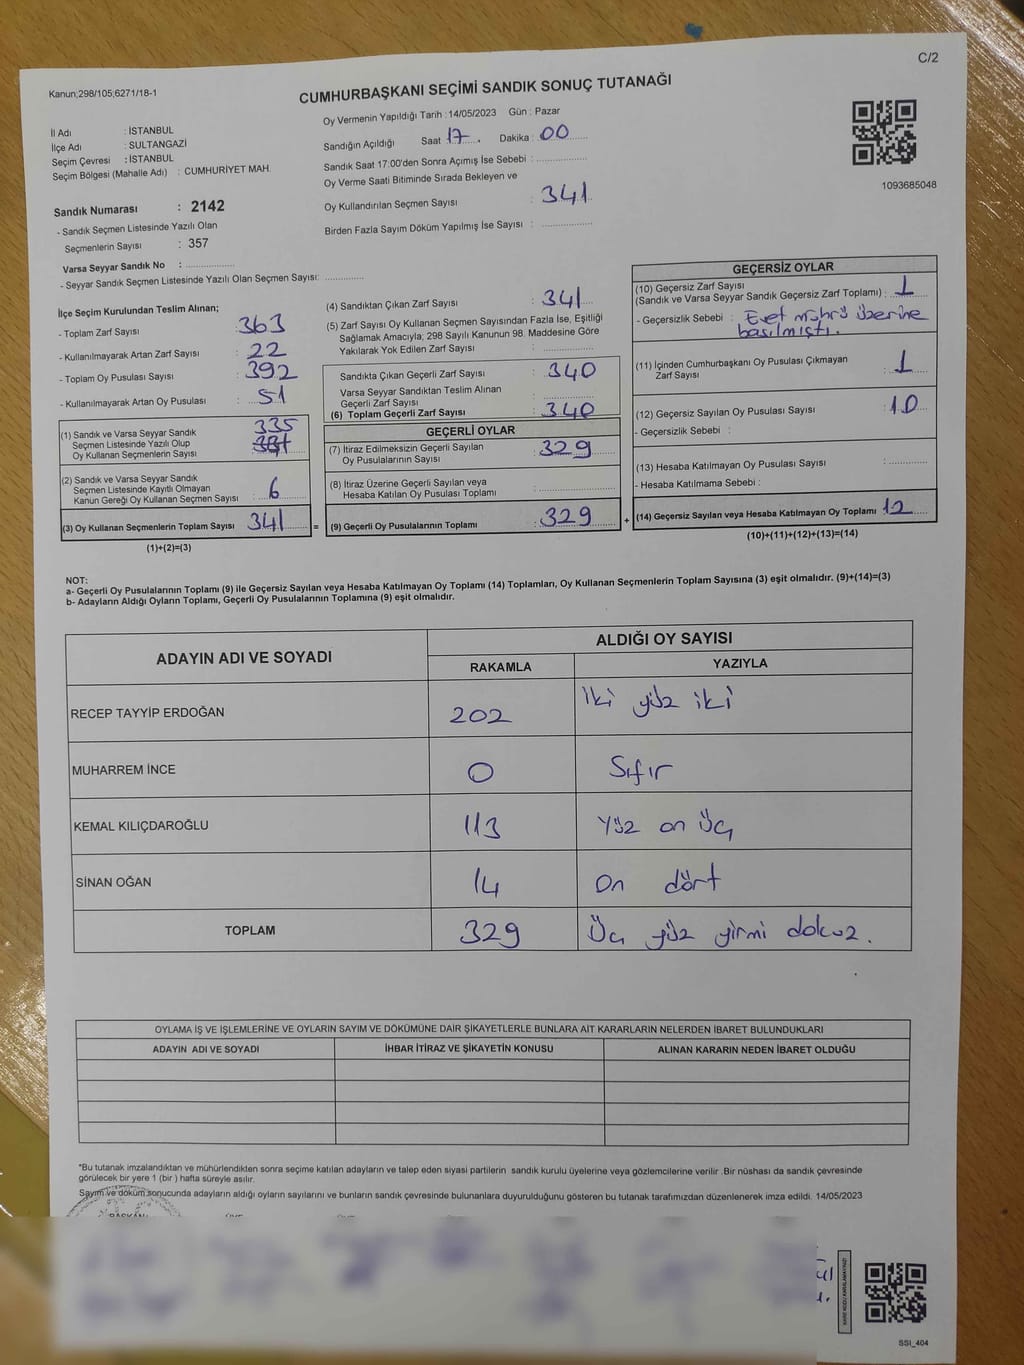 C/2
Kanun;298/105;6271/18-1
CUMHURBAŞKANI SEÇİMİ SANDIK SONUÇ TUTANAĞI
İl Adı : İSTANBUL
İlçe Adı : SULTANGAZİ
Seçim Çevresi : İSTANBUL
Seçim Bölgesi (Mahalle Adı) : CUMHURİYET MAH.
Sandık Numarası : 2142
- Sandık Seçmen Listesinde Yazılı Olan
Seçmenlerin Sayısı : 357
Varsa Seyyar Sandık No : ................
- Seyyar Sandık Seçmen Listesinde Yazılı Olan Seçmen Sayısı: .............
Oy Vermenin Yapıldığı Tarih :14/05/2023 Gün : Pazar
Sandığın Açıldığı Saat 17 Dakika : 00
Sandık Saat 17:00'den Sonra Açımış İse Sebebi : ................
Oy Verme Saati Bitiminde Sırada Bekleyen ve
Oy Kullandırılan Seçmen Sayısı : 341
Birden Fazla Sayım Döküm Yapılmış İse Sayısı : ................
1093685048
İlçe Seçim Kurulundan Teslim Alınan;
- Toplam Zarf Sayısı : 363
- Kullanılmayarak Artan Zarf Sayısı : 22
- Toplam Oy Pusulası Sayısı : 392
- Kullanılmayarak Artan Oy Pusulası : 51
(1) Sandık ve Varsa Seyyar Sandık
Seçmen Listesinde Yazılı Olup
Oy Kullanan Seçmenlerin Sayısı : 335
(2) Sandık ve Varsa Seyyar Sandık
Seçmen Listesinde Kayıtlı Olmayan
Kanun Gereği Oy Kullanan Seçmen Sayısı : 6
(3) Oy Kullanan Seçmenlerin Toplam Sayısı : 341 =
(1)+(2)=(3)
(4) Sandıktan Çıkan Zarf Sayısı : 341
(5) Zarf Sayısı Oy Kullanan Seçmen Sayısından Fazla İse, Eşitliği
Sağlamak Amacıyla; 298 Sayılı Kanunun 98. Maddesine Göre
Yakılarak Yok Edilen Zarf Sayısı : ................
Sandıkta Çıkan Geçerli Zarf Sayısı : 340
Varsa Seyyar Sandıktan Teslim Alınan
Geçerli Zarf Sayısı : ................
(6) Toplam Geçerli Zarf Sayısı : 340
GEÇERLİ OYLAR
(7) İtiraz Edilmeksizin Geçerli Sayılan
Oy Pusulalarının Sayısı : 329
(8) İtiraz Üzerine Geçerli Sayılan veya
Hesaba Katılan Oy Pusulası Toplamı : ................
(9) Geçerli Oy Pusulalarının Toplamı : 329 +
GEÇERSİZ OYLAR
(10) Geçersiz Zarf Sayısı
(Sandık ve Varsa Seyyar Sandık Geçersiz Zarf Toplamı) : 1
- Geçersizlik Sebebi : Evet mührü üzerine
basılmıştı.
(11) İçinden Cumhurbaşkanı Oy Pusulası Çıkmayan
Zarf Sayısı : 1
(12) Geçersiz Sayılan Oy Pusulası Sayısı : 10
- Geçersizlik Sebebi :
(13) Hesaba Katılmayan Oy Pusulası Sayısı : ................
- Hesaba Katılmama Sebebi :
(14) Geçersiz Sayılan veya Hesaba Katılmayan Oy Toplamı : 12
(10)+(11)+(12)+(13)=(14)
NOT:
a- Geçerli Oy Pusulalarının Toplamı (9) ile Geçersiz Sayılan veya Hesaba Katılmayan Oy Toplamı (14) Toplamları, Oy Kullanan Seçmenlerin Toplam Sayısına (3) eşit olmalıdır. (9)+(14)=(3)
b- Adayların Aldığı Oyların Toplamı, Geçerli Oy Pusulalarının Toplamına (9) eşit olmalıdır.
ADAYIN ADI VE SOYADI
ALDIĞI OY SAYISI
RAKAMLA YAZIYLA
RECEP TAYYİP ERDOĞAN 202 İki yüz iki
MUHARREM İNCE 0 Sıfır
KEMAL KILIÇDAROĞLU 113 Yüz on üç
SİNAN OĞAN 14 On dört
TOPLAM 329 Üç yüz yirmi dokuz.
OYLAMA İŞ VE İŞLEMLERİNE VE OYLARIN SAYIM VE DÖKÜMÜNE DAİR ŞİKAYETLERLE BUNLARA AİT KARARLARIN NELERDEN İBARET BULUNDUKLARI
ADAYIN ADI VE SOYADI İHBAR İTİRAZ VE ŞİKAYETİN KONUSU ALINAN KARARIN NEDEN İBARET OLDUĞU
*Bu tutanak imzalandıktan ve mühürlendikten sonra seçime katılan adayların ve talep eden siyasi partilerin sandık kurulu üyelerine veya gözlemcilerine verilir .Bir nüshası da sandık çevresinde
görülecek bir yere 1 (bir ) hafta süreyle asılır.
Sayım ve döküm sonucunda adayların aldığı oyların sayılarını ve bunların sandık çevresinde bulunanlara duyurulduğunu gösteren bu tutanak tarafımızdan düzenlenerek imza edildi. 14/05/2023
BAŞKAN
SSI_404